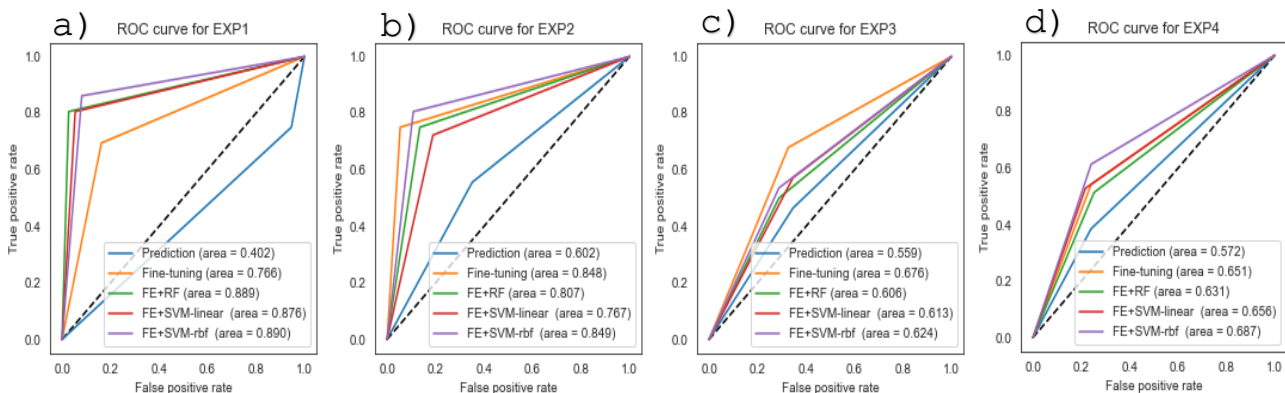 a)
ROC curve for EXP1
True positive rate
1.0
0.8
0.6
0.4
0.2
0.0
Prediction (area = 0.402)
Fine-tuning (area = 0.766)
FE+RF (area = 0.889)
FE+SVM-linear (area = 0.876)
FE+SVM-rbf (area = 0.890)
0.0 0.2 0.4 0.6 0.8 1.0
False positive rate
b)
ROC curve for EXP2
True positive rate
1.0
0.8
0.6
0.4
0.2
0.0
Prediction (area = 0.602)
Fine-tuning (area = 0.848)
FE+RF (area = 0.807)
FE+SVM-linear (area = 0.767)
FE+SVM-rbf (area = 0.849)
0.0 0.2 0.4 0.6 0.8 1.0
False positive rate
c)
ROC curve for EXP3
True positive rate
1.0
0.8
0.6
0.4
0.2
0.0
Prediction (area = 0.559)
Fine-tuning (area = 0.676)
FE+RF (area = 0.606)
FE+SVM-linear (area = 0.613)
FE+SVM-rbf (area = 0.624)
0.0 0.2 0.4 0.6 0.8 1.0
False positive rate
d)
ROC curve for EXP4
True positive rate
1.0
0.8
0.6
0.4
0.2
0.0
Prediction (area = 0.572)
Fine-tuning (area = 0.651)
FE+RF (area = 0.631)
FE+SVM-linear (area = 0.656)
FE+SVM-rbf (area = 0.687)
0.0 0.2 0.4 0.6 0.8 1.0
False positive rate